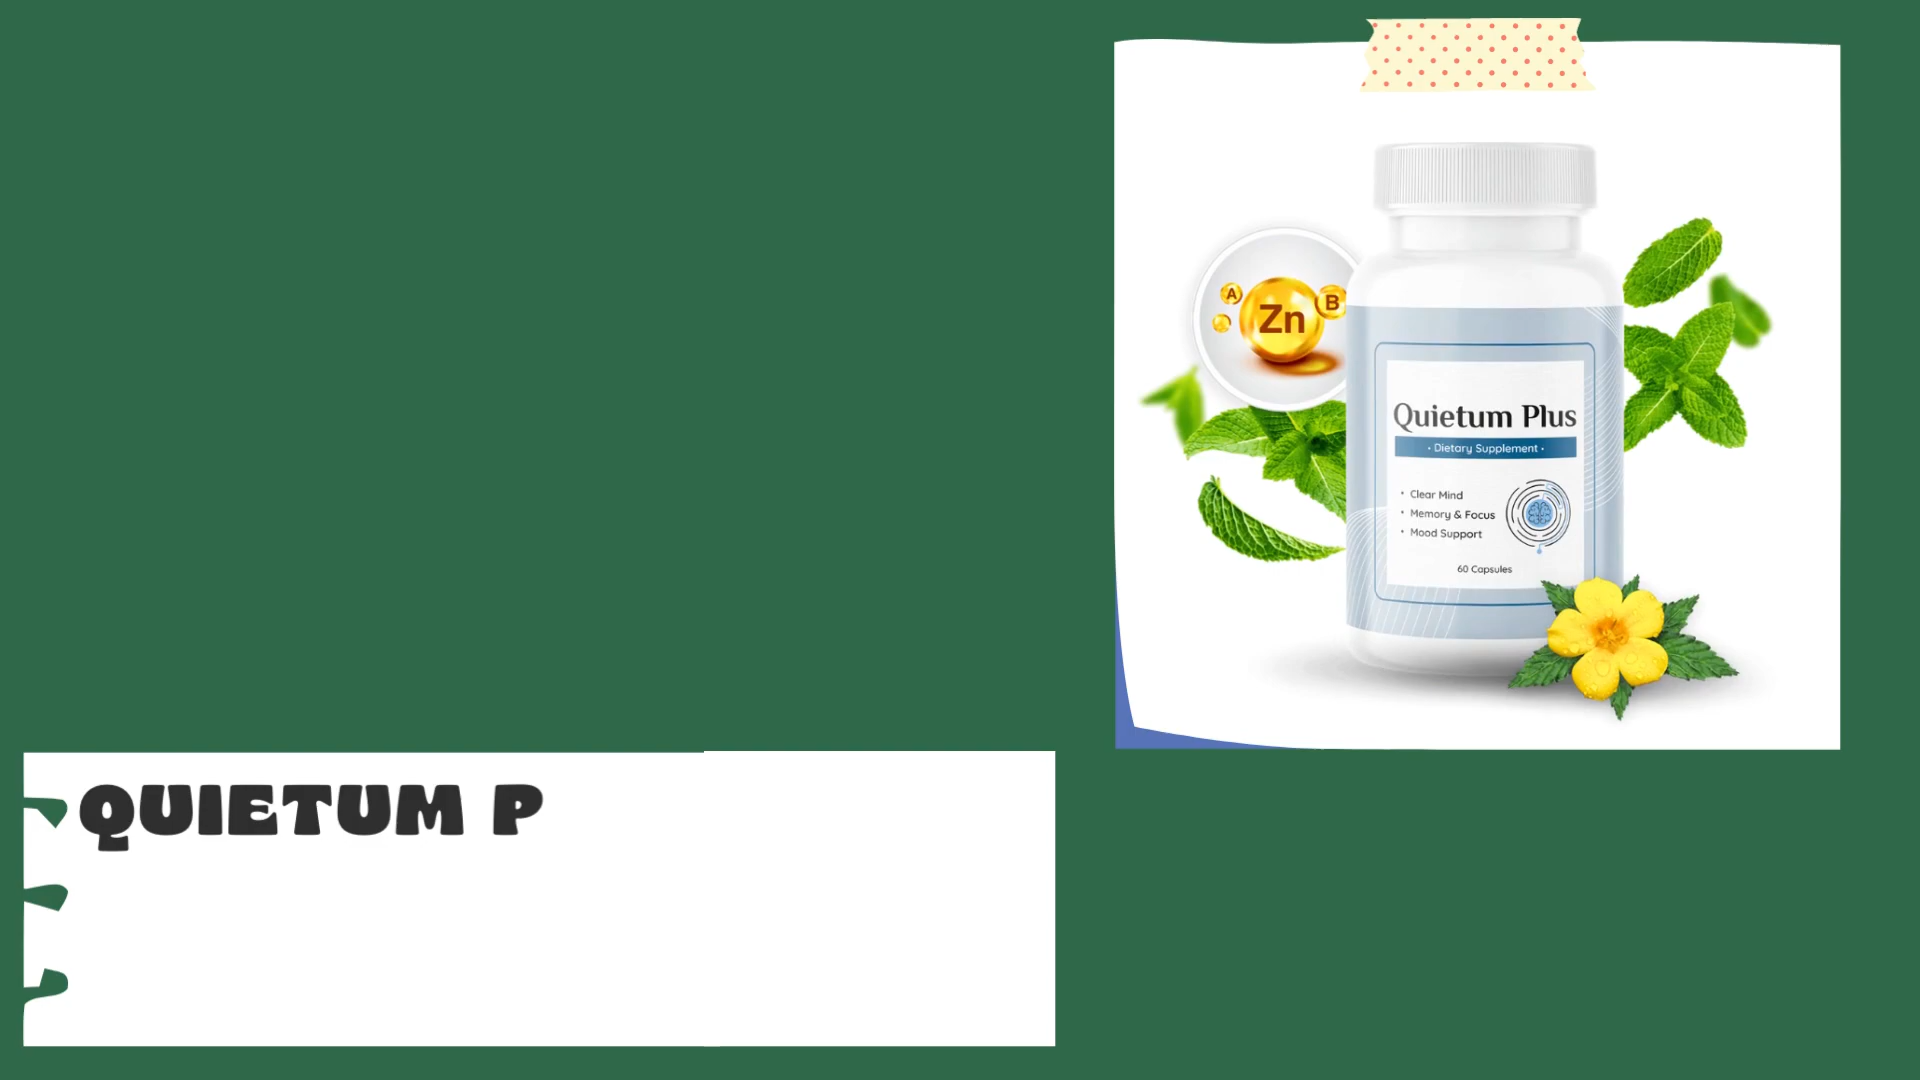 A
Zn
B
Quietum Plus
· Dietary Supplement ·
• Clear Mind
• Memory & Focus
• Mood Support
60 Capsules
QUIETUM P